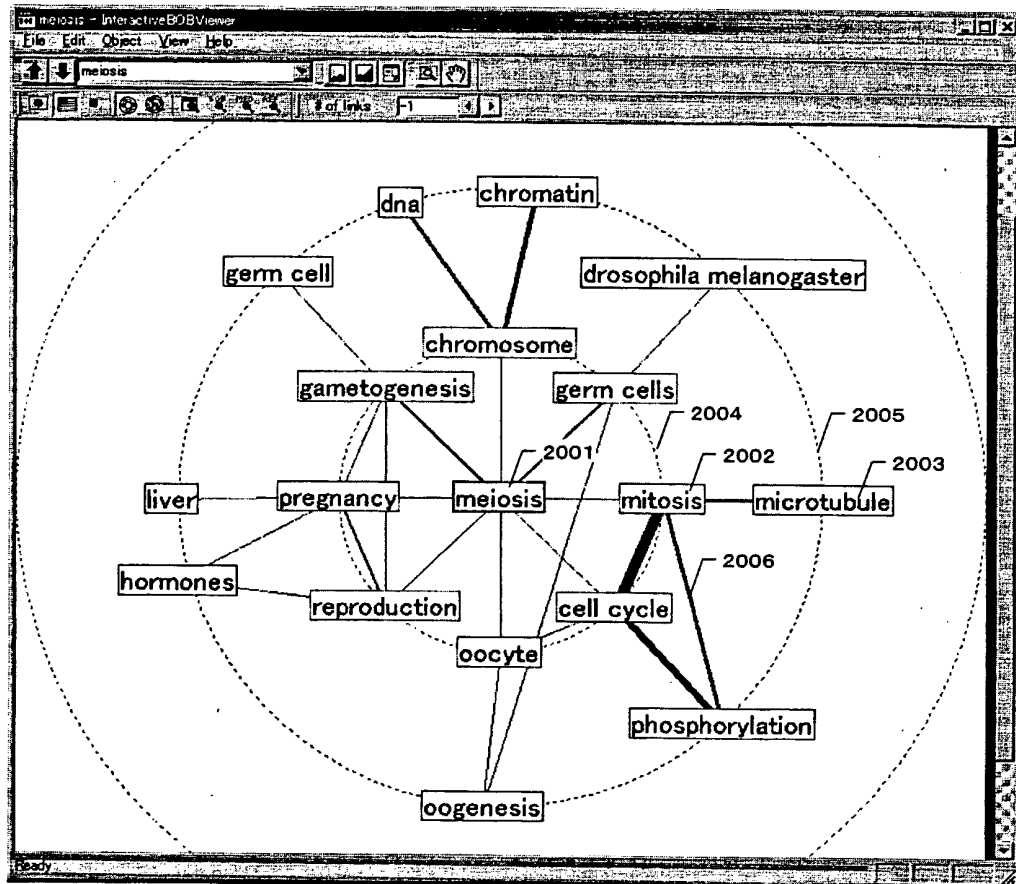 meiosis - InteractiveBOBViewer
File Edit Object View Help
meiosis
# of links -1
dna
chromatin
germ cell
drosophila melanogaster
chromosome
gametogenesis
germ cells
2004
2005
2001
2002
2003
liver
pregnancy
meiosis
mitosis
microtubule
2006
hormones
reproduction
cell cycle
oocyte
phosphorylation
oogenesis
Ready